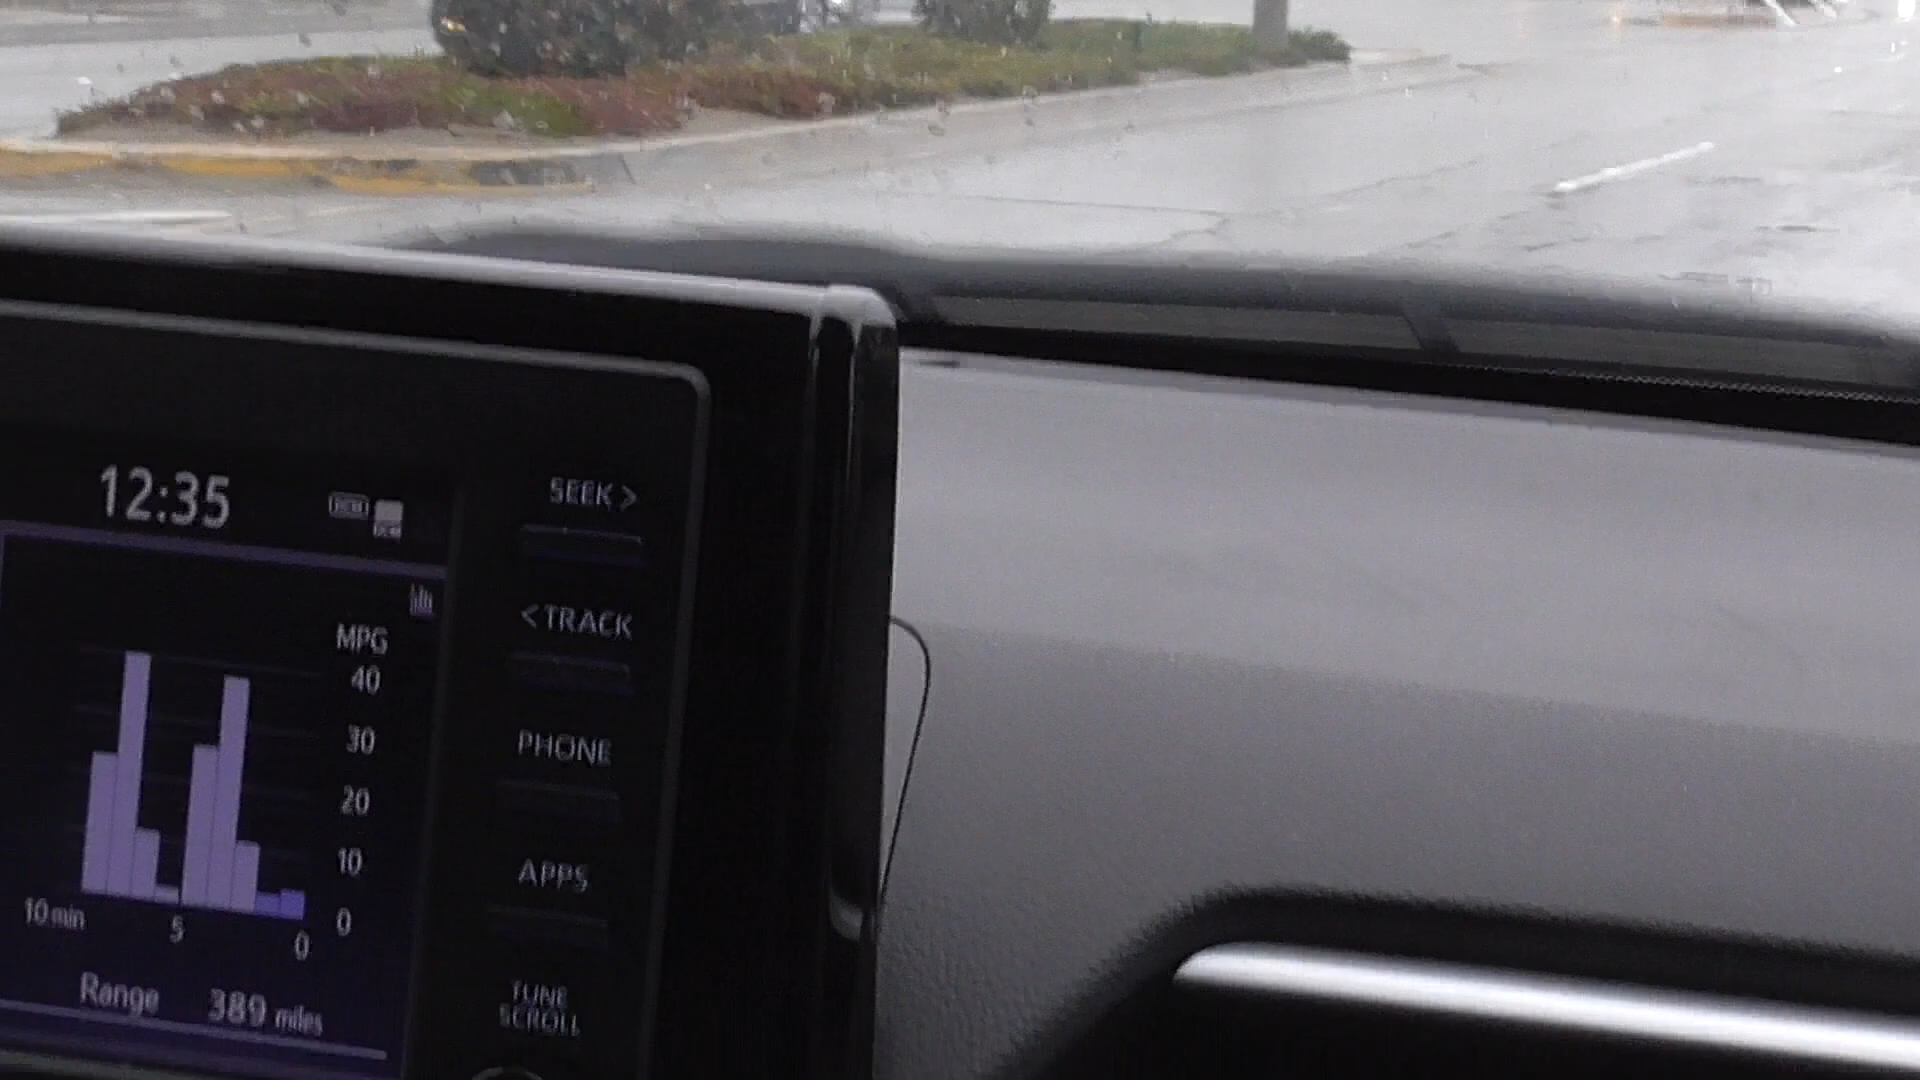 12:35
SEEK >
< TRACK
MPG
40
30
20
10
0
10 min
5
0
PHONE
APPS
Range 389 miles
TUNE
SCROLL